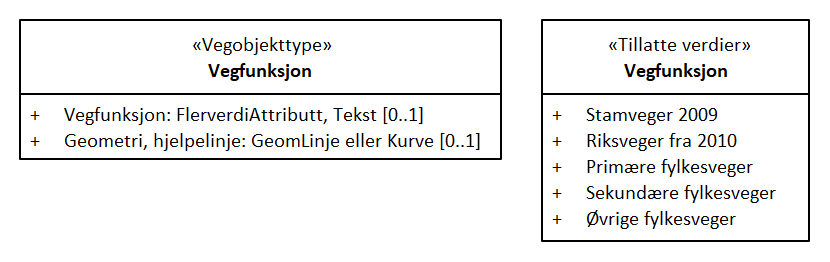 «Vegobjekttype»
Vegfunksjon
+ Vegfunksjon: FlerverdiAttributt, Tekst [0..1]
+ Geometri, hjelpelinje: GeomLinje eller Kurve [0..1]
«Tillatte verdier»
Vegfunksjon
+ Stamveger 2009
+ Riksveger fra 2010
+ Primære fylkesveger
+ Sekundære fylkesveger
+ Øvrige fylkesveger